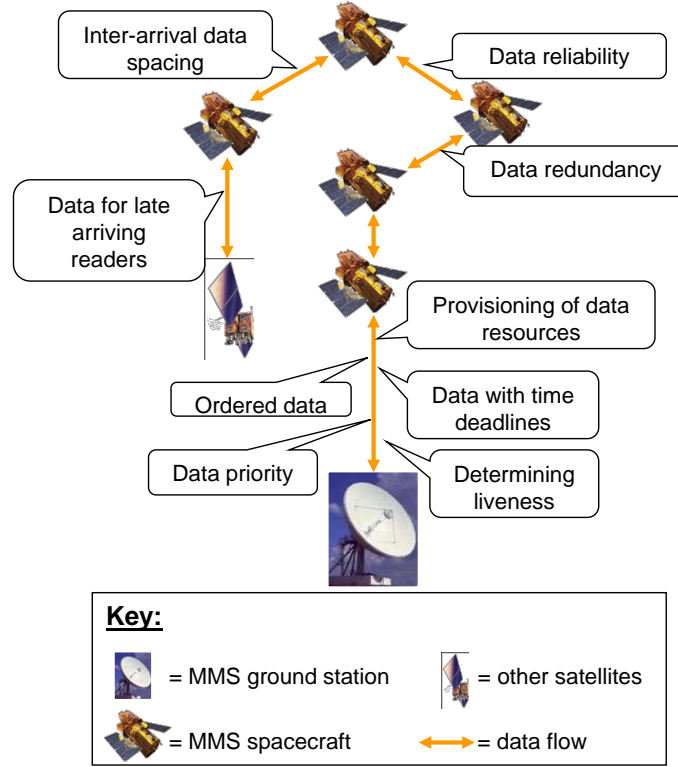 Inter-arrival data
spacing
Data reliability
Data redundancy
Data for late
arriving
readers
Provisioning of data
resources
Ordered data
Data with time
deadlines
Data priority
Determining
liveness
Key:
= MMS ground station
= other satellites
= MMS spacecraft
= data flow